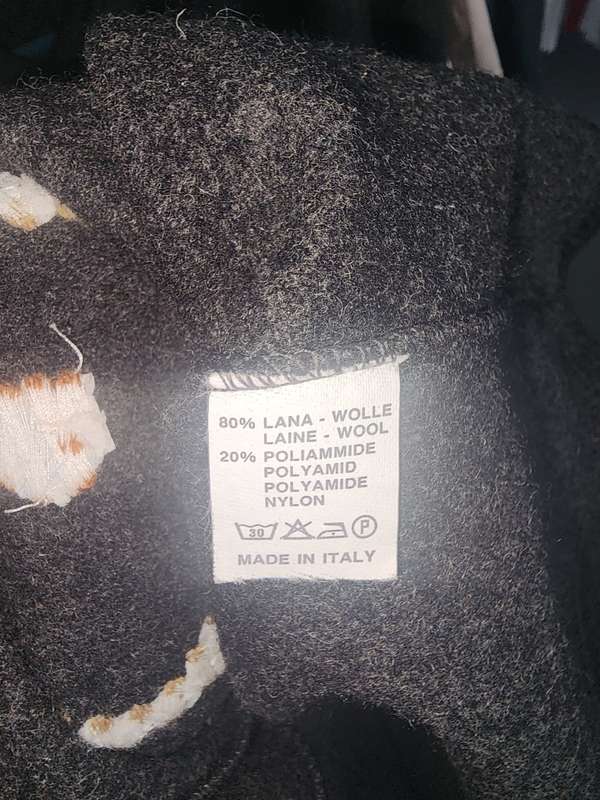 80% LANA - WOLLE
LAINE - WOOL
20% POLIAMMIDE
POLYAMID
POLYAMIDE
NYLON
30 P
MADE IN ITALY